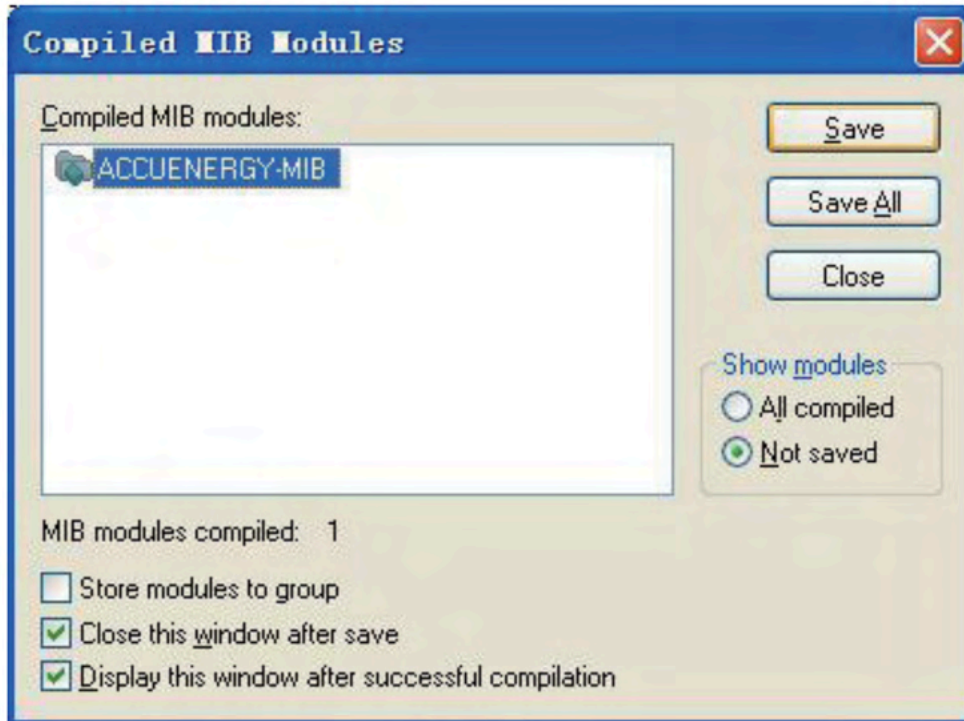 Compiled MIB Modules
Compiled MIB modules:
ACCUENERGY-MIB
Save
Save All
Close
Show modules
All compiled
Not saved
MIB modules compiled: 1
Store modules to group
Close this window after save
Display this window after successful compilation